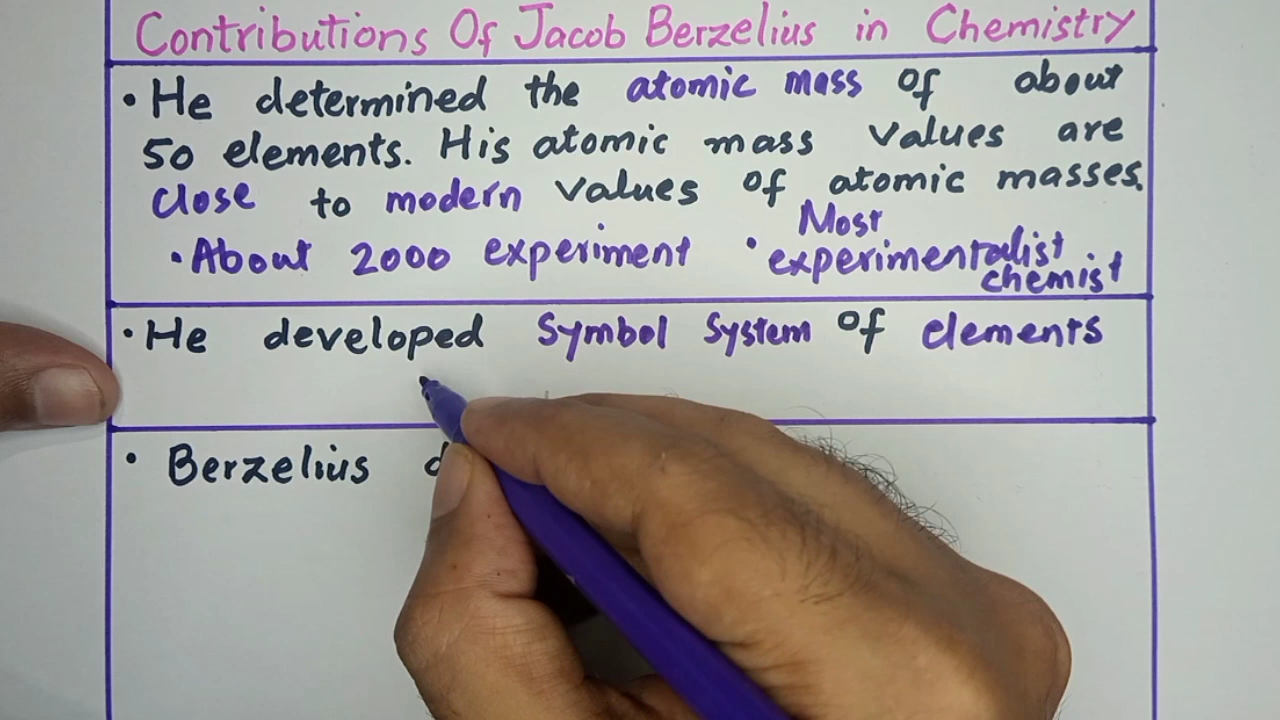 Contributions Of Jacob Berzelius in Chemistry
• He determined the atomic mass of about
50 elements. His atomic mass values are
close to modern values of atomic masses.
• About 2000 experiment
• Most
experimentalist
chemist
• He developed Symbol System of elements
• Berzelius